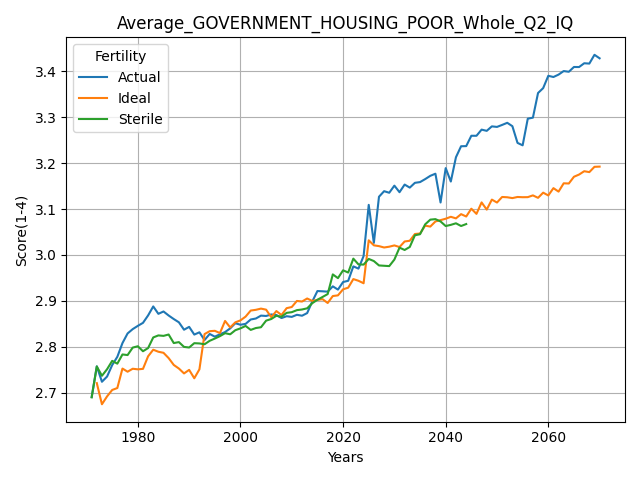 Average_GOVERNMENT_HOUSING_POOR_Whole_Q2_IQ
Fertility
Actual
Ideal
Sterile
Score(1-4)
3.4
3.3
3.2
3.1
3.0
2.9
2.8
2.7
1980 2000 2020 2040 2060
Years